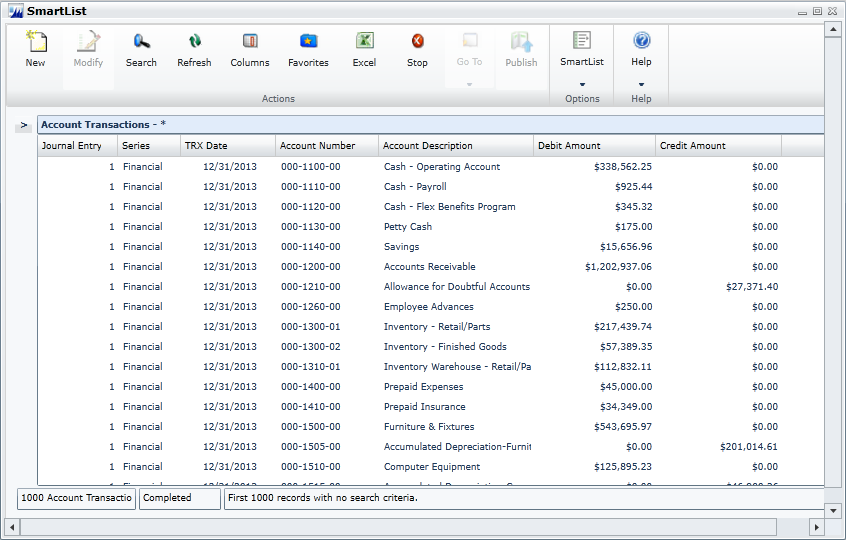 SmartList
New Modify Search Refresh Columns Favorites Excel Stop Go To Publish SmartList Help
Actions Options Help
> Account Transactions - *
Journal Entry Series TRX Date Account Number Account Description Debit Amount Credit Amount
1 Financial 12/31/2013 000-1100-00 Cash - Operating Account $338,562.25 $0.00
1 Financial 12/31/2013 000-1110-00 Cash - Payroll $925.44 $0.00
1 Financial 12/31/2013 000-1120-00 Cash - Flex Benefits Program $345.32 $0.00
1 Financial 12/31/2013 000-1130-00 Petty Cash $175.00 $0.00
1 Financial 12/31/2013 000-1140-00 Savings $15,656.96 $0.00
1 Financial 12/31/2013 000-1200-00 Accounts Receivable $1,202,937.06 $0.00
1 Financial 12/31/2013 000-1210-00 Allowance for Doubtful Accounts $0.00 $27,371.40
1 Financial 12/31/2013 000-1260-00 Employee Advances $250.00 $0.00
1 Financial 12/31/2013 000-1300-01 Inventory - Retail/Parts $217,439.74 $0.00
1 Financial 12/31/2013 000-1300-02 Inventory - Finished Goods $57,389.35 $0.00
1 Financial 12/31/2013 000-1310-01 Inventory Warehouse - Retail/Pa $112,832.11 $0.00
1 Financial 12/31/2013 000-1400-00 Prepaid Expenses $45,000.00 $0.00
1 Financial 12/31/2013 000-1410-00 Prepaid Insurance $34,349.00 $0.00
1 Financial 12/31/2013 000-1500-00 Furniture & Fixtures $543,695.97 $0.00
1 Financial 12/31/2013 000-1505-00 Accumulated Depreciation-Furnit $0.00 $201,014.61
1 Financial 12/31/2013 000-1510-00 Computer Equipment $125,895.23 $0.00
1000 Account Transactio Completed First 1000 records with no search criteria.